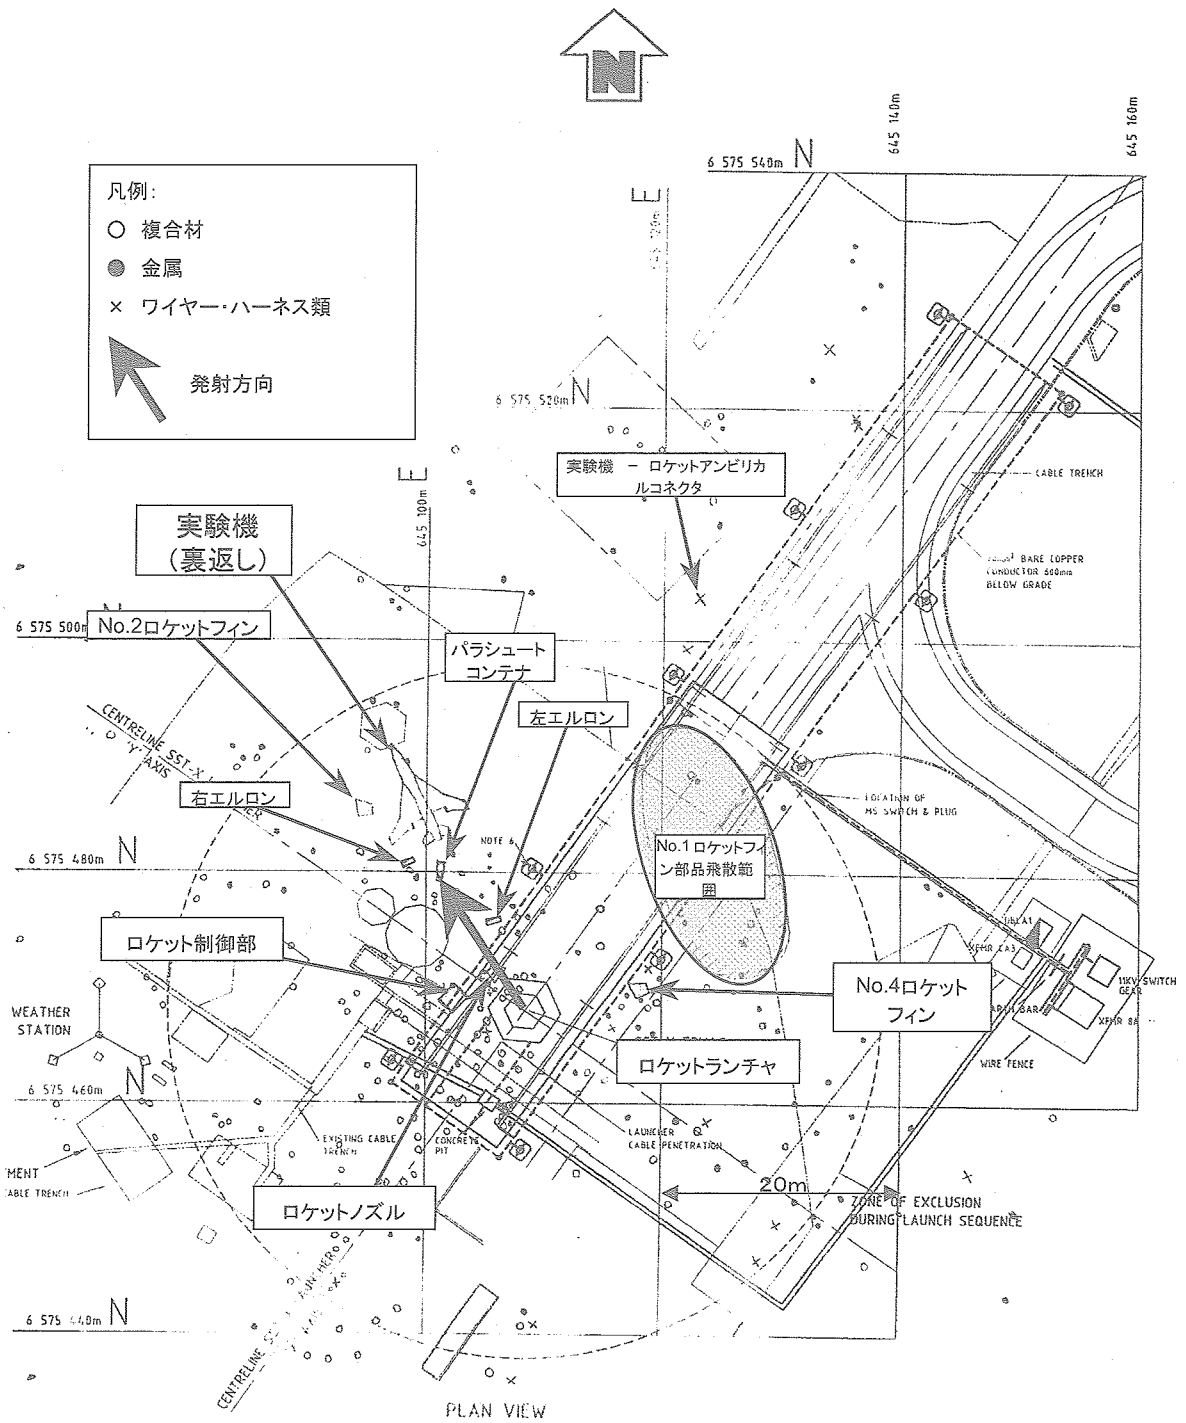 N
645 140m
645 160m
6 575 540m N
E
凡例:
○ 複合材
● 金属
× ワイヤー・ハーネス類
発射方向
6 575 520m N
実験機 － ロケットアンビリカ
ルコネクタ
CABLE TRENCH
E
645 100m
実験機
(裏返し)
BARE COPPER
CONDUCTOR 600mm
BELOW GRADE
6 575 500m
No.2ロケットフィン
パラシュート
コンテナ
左エルロン
CENTRELINE SST-X
"Y" AXIS
右エルロン
LOCATION OF
MS SWITCH & PLUG
6 575 480m N
NOTE 6
No.1 ロケットフィ
ン部品飛散範
囲
ロケット制御部
No.4ロケット
フィン
11KV SWITCH
GEAR
WEATHER
STATION
ロケットランチャ
WIRE FENCE
6 575 460m N
EXISTING CABLE
TRENCH
CONCRETE
PIT
LAUNCHER
CABLE PENETRATION
MENT
CABLE TRENCH
20m
ロケットノズル
ZONE OF EXCLUSION
DURING LAUNCH SEQUENCE
6 575 440m N
PLAN VIEW